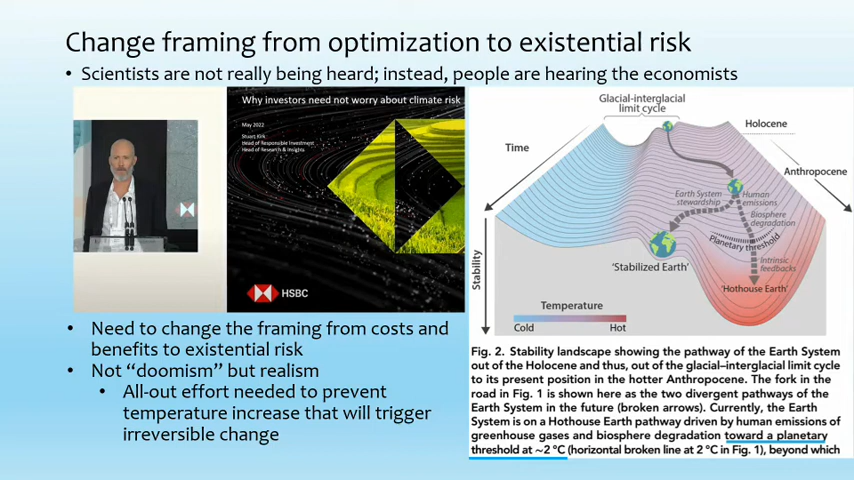 Change framing from optimization to existential risk
• Scientists are not really being heard; instead, people are hearing the economists
Why investors need not worry about climate risk
May 2022
Stuart Kirk
Head of Responsible Investment
Head of Research & Insights
HSBC
• Need to change the framing from costs and
benefits to existential risk
• Not “doomism” but realism
• All-out effort needed to prevent
temperature increase that will trigger
irreversible change
Glacial-interglacial
limit cycle
Holocene
Time
Anthropocene
Earth System
stewardship
Human
emissions
Biosphere
degradation
Planetary threshold
Intrinsic
feedbacks
'Stabilized Earth'
'Hothouse Earth'
Stability
Temperature
Cold
Hot
Fig. 2. Stability landscape showing the pathway of the Earth System
out of the Holocene and thus, out of the glacial–interglacial limit cycle
to its present position in the hotter Anthropocene. The fork in the
road in Fig. 1 is shown here as the two divergent pathways of the
Earth System in the future (broken arrows). Currently, the Earth
System is on a Hothouse Earth pathway driven by human emissions of
greenhouse gases and biosphere degradation toward a planetary
threshold at ∼2 °C (horizontal broken line at 2 °C in Fig. 1), beyond which